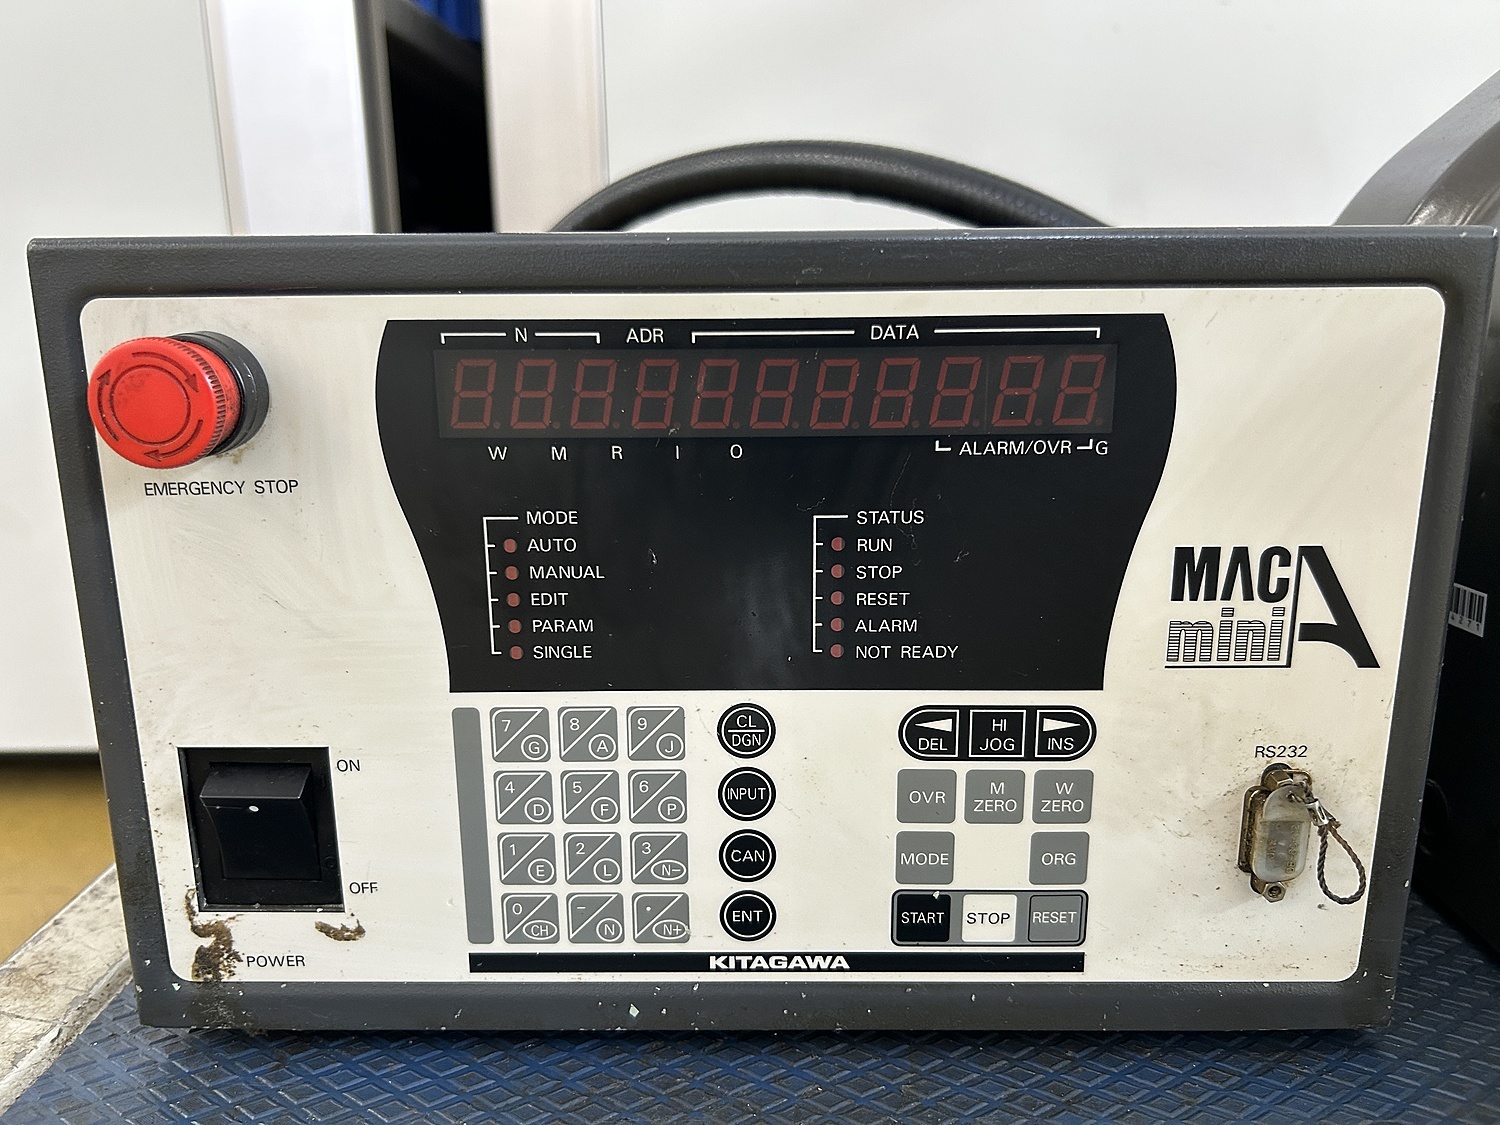 N ADR DATA
W M R I O ALARM/OVR G
EMERGENCY STOP
MODE
AUTO
MANUAL
EDIT
PARAM
SINGLE
STATUS
RUN
STOP
RESET
ALARM
NOT READY
MAC
mini A
ON
OFF
POWER
7 G 8 A 9 J CL DGN
4 D 5 F 6 P INPUT
1 E 2 L 3 N- CAN
0 CH - N . N+ ENT
DEL HI JOG INS
OVR M ZERO W ZERO
MODE ORG
START STOP RESET
RS232
KITAGAWA